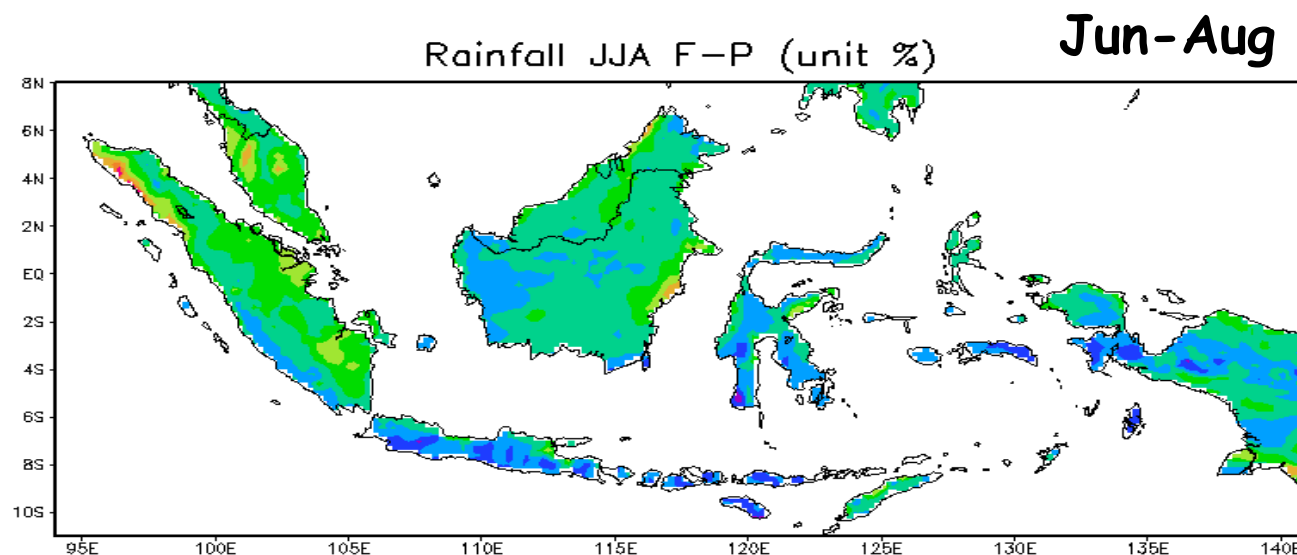 Jun-Aug
Rainfall JJA F-P (unit %)
8N
6N
4N
2N
EQ
2S
4S
6S
8S
10S
95E 100E 105E 110E 115E 120E 125E 130E 135E 140E